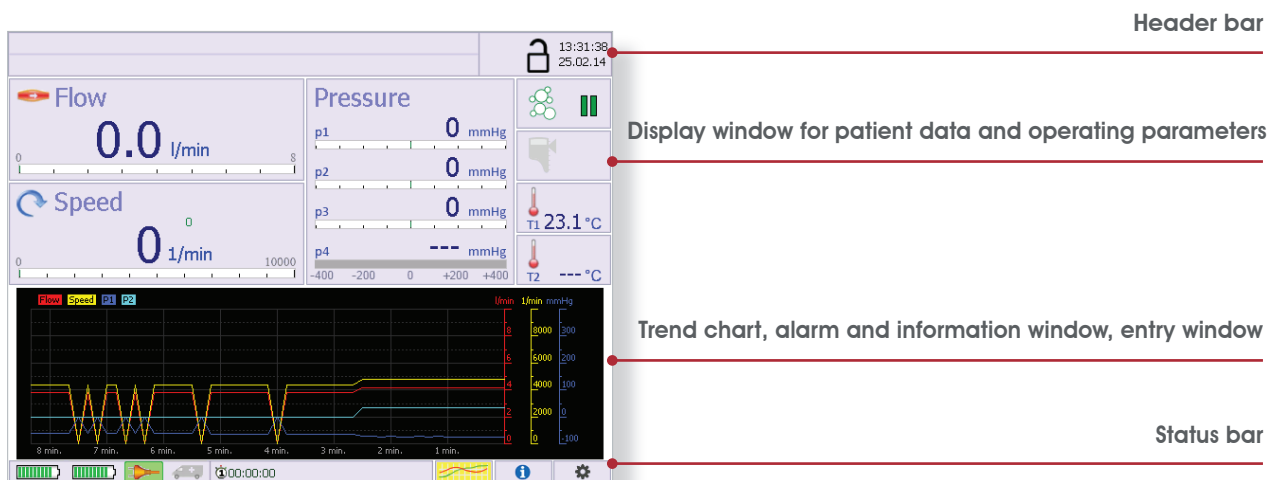 Header bar
13:31:38
25.02.14
Flow
0.0 l/min
0 8
Speed
0
0 1/min
0 10000
Pressure
p1 0 mmHg
p2 0 mmHg
p3 0 mmHg
p4 --- mmHg
-400 -200 0 +200 +400
T1 23.1 °C
T2 --- °C
Display window for patient data and operating parameters
Flow Speed P1 P2
l/min 1/min mmHg
8 8000 300
6 6000 200
4 4000 100
2 2000 0
0 0 -100
8 min. 7 min. 6 min. 5 min. 4 min. 3 min. 2 min. 1 min.
Trend chart, alarm and information window, entry window
00:00:00
Status bar